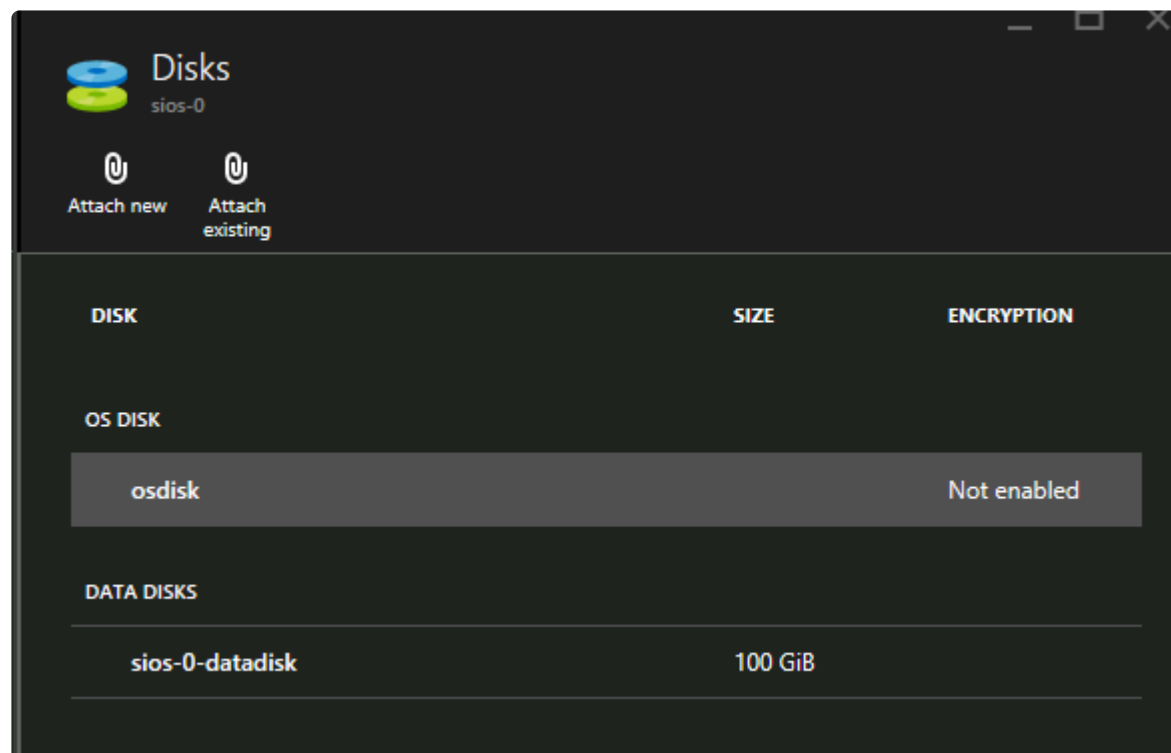 Disks
sios-0
Attach new
Attach
existing
DISK SIZE ENCRYPTION
OS DISK
osdisk Not enabled
DATA DISKS
sios-0-datadisk 100 GiB